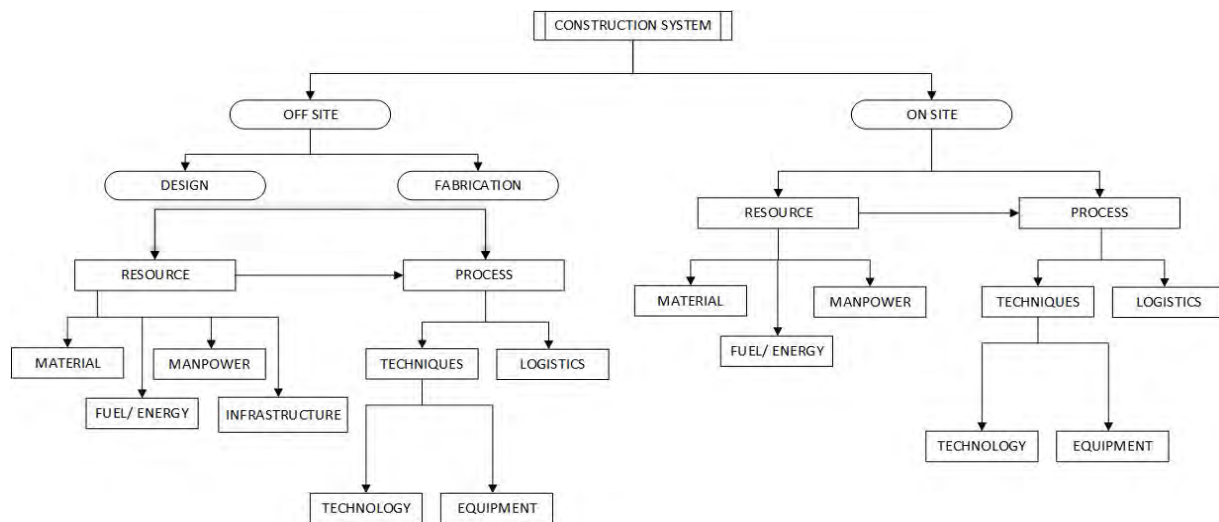 CONSTRUCTION SYSTEM
OFF SITE
ON SITE
DESIGN
FABRICATION
RESOURCE
PROCESS
RESOURCE
PROCESS
MATERIAL
MANPOWER
TECHNIQUES
LOGISTICS
FUEL/ ENERGY
MATERIAL
MANPOWER
TECHNIQUES
LOGISTICS
FUEL/ ENERGY
INFRASTRUCTURE
TECHNOLOGY
EQUIPMENT
TECHNOLOGY
EQUIPMENT